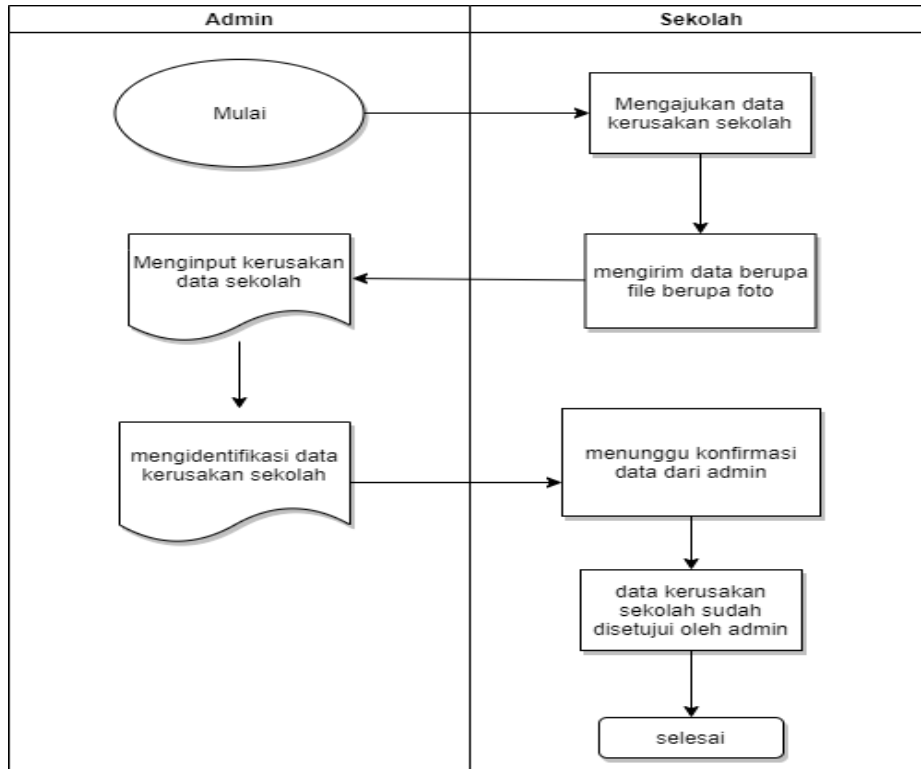 Admin
Sekolah
Mulai
Mengajukan data
kerusakan sekolah
mengirim data berupa
file berupa foto
Menginput kerusakan
data sekolah
mengidentifikasi data
kerusakan sekolah
menunggu konfirmasi
data dari admin
data kerusakan
sekolah sudah
disetujui oleh admin
selesai